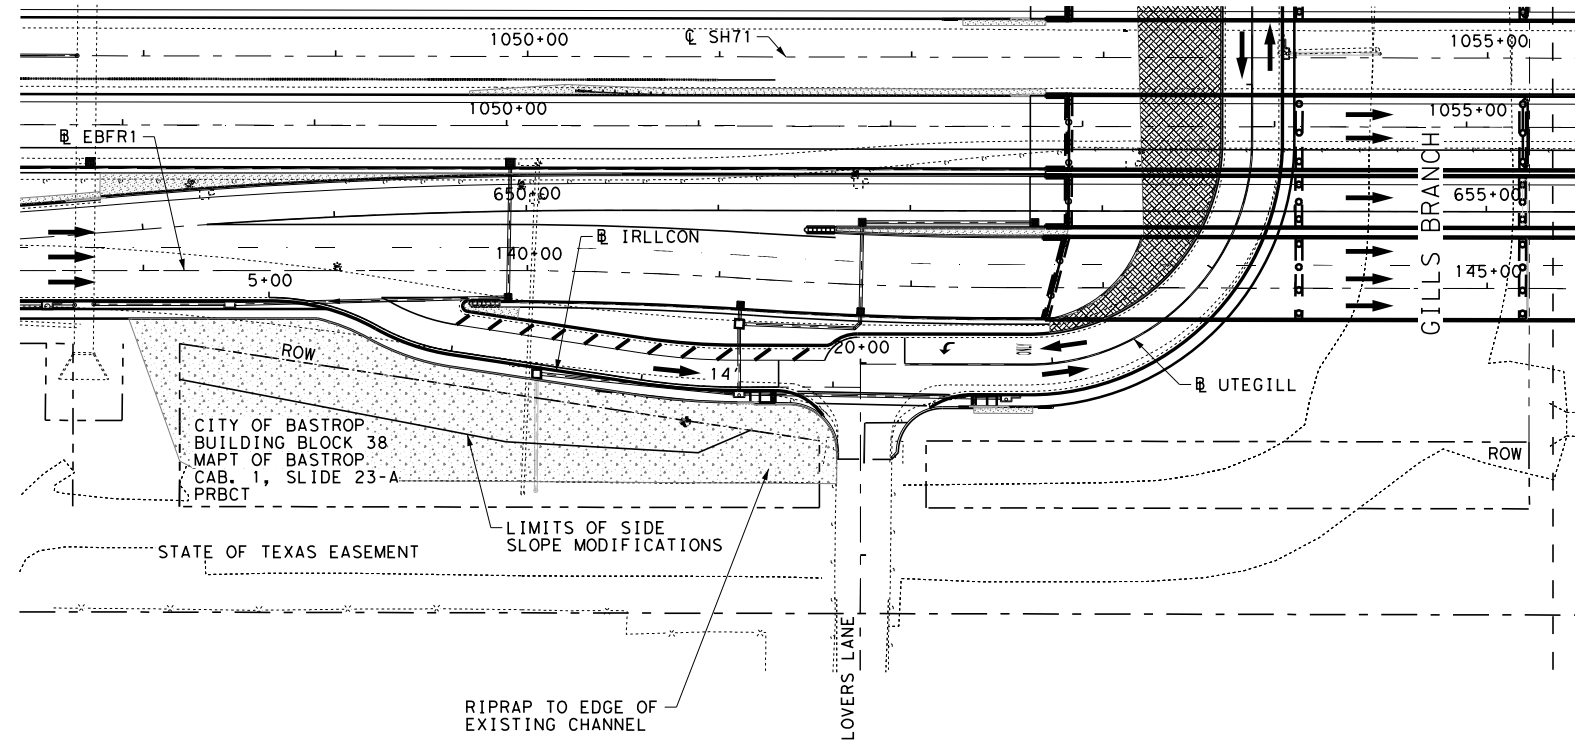 1050+00
℄ SH71
1055+00
1050+00
1055+00
℄ EBFR1
GILLS BRANCH
650+00
655+00
℄ IRLLCON
140+00
5+00
145+00
ROW
20+00
14'
℄ UTEGILL
CITY OF BASTROP
BUILDING BLOCK 38
MAPT OF BASTROP
CAB. 1, SLIDE 23-A
PRBCT
ROW
LIMITS OF SIDE
SLOPE MODIFICATIONS
STATE OF TEXAS EASEMENT
LOVERS LANE
RIPRAP TO EDGE OF
EXISTING CHANNEL